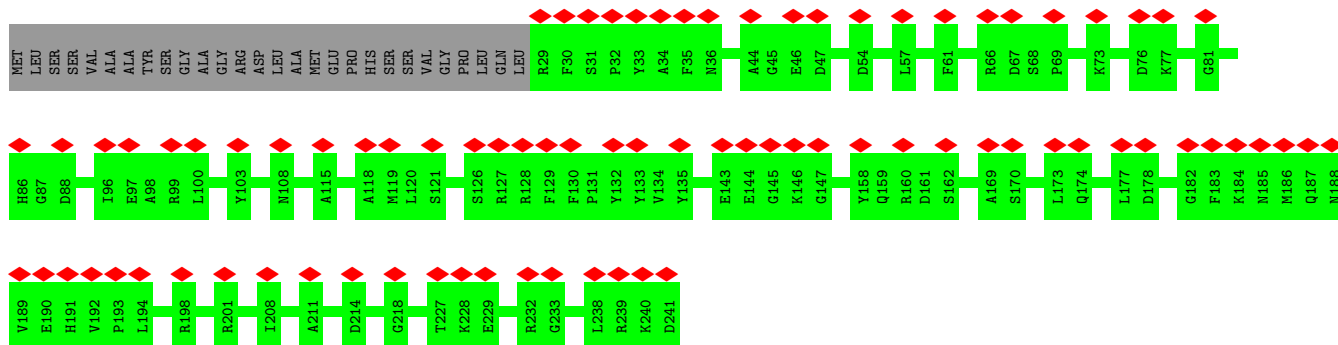 MET LEU SER SER VAL ALA ALA TYR SER GLY ALA GLY ARG ASP LEU ALA MET GLU PRO HIS SER SER VAL GLY PRO LEU GLN LEU R29 F30 S31 P32 Y33 A34 F35 N36 A44 G45 E46 D47 D54 L57 F61 R66 D67 S68 P69 K73 D76 K77 G81
H86 G87 D88 I96 E97 A98 R99 L100 Y103 N108 A115 A118 M119 L120 S121 S126 R127 R128 F129 F130 P131 Y132 Y133 V134 Y135 E143 E144 G145 K146 G147 Y158 Q159 R160 D161 S162 A169 S170 L173 Q174 L177 D178 G182 F183 K184 N185 M186 Q187 N188
V189 E190 H191 V192 P193 L194 R198 R201 I208 A211 D214 G218 T227 K228 E229 R232 G233 L238 R239 K240 D241